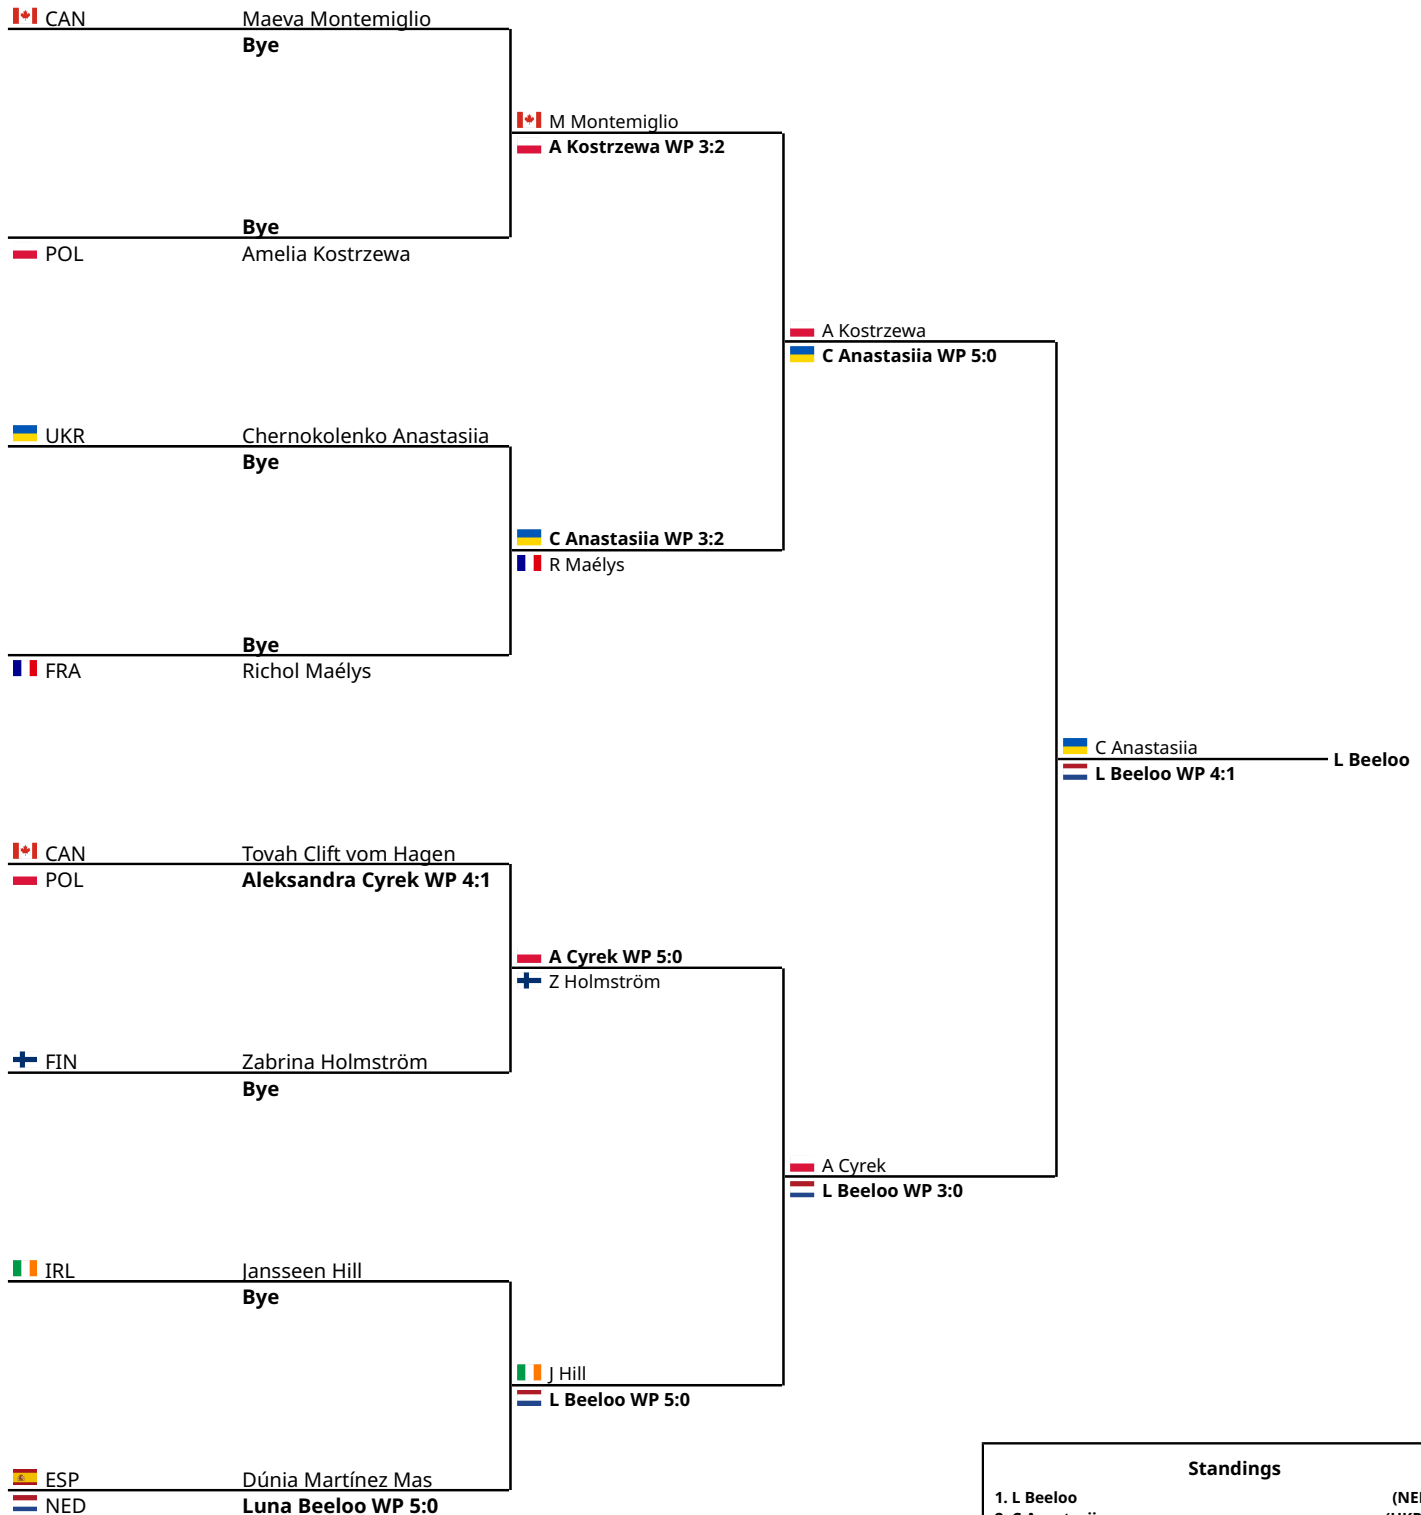 CAN Maeva Montemiglio
Bye
M Montemiglio
A Kostrzewa WP 3:2
Bye
POL Amelia Kostrzewa
A Kostrzewa
C Anastasiia WP 5:0
UKR Chernokolenko Anastasiia
Bye
C Anastasiia WP 3:2
R Maélys
Bye
FRA Richol Maélys
C Anastasiia
L Beeloo WP 4:1
L Beeloo
CAN Tovah Clift vom Hagen
POL Aleksandra Cyrek WP 4:1
A Cyrek WP 5:0
Z Holmström
FIN Zabrina Holmström
Bye
A Cyrek
L Beeloo WP 3:0
IRL Jansseen Hill
Bye
J Hill
L Beeloo WP 5:0
Standings
ESP Dúnia Martínez Mas
NED Luna Beeloo WP 5:0
1. L Beeloo